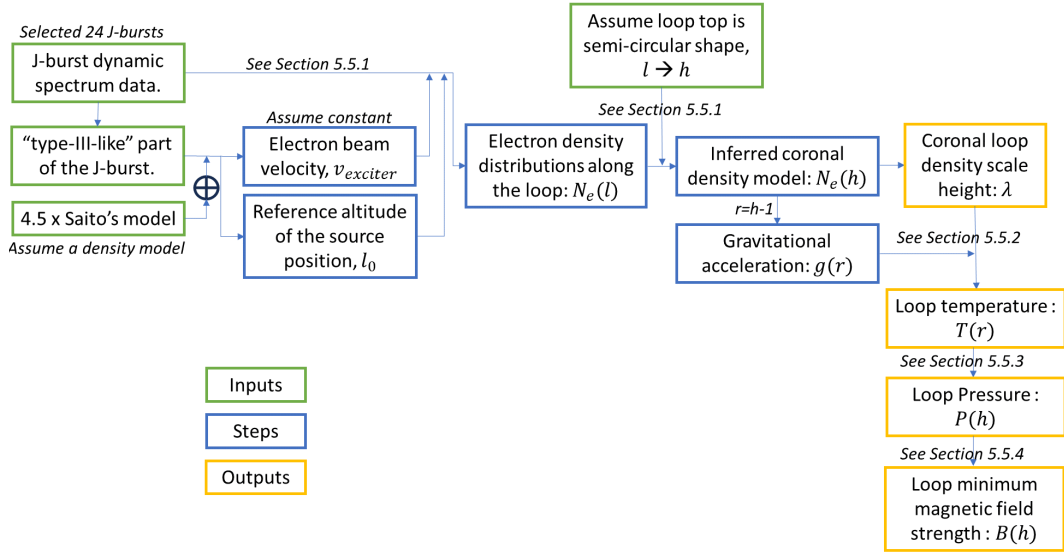 Selected 24 J-bursts
J-burst dynamic
spectrum data.
See Section 5.5.1
"type-III-like" part
of the J-burst.
4.5 x Saito's model
Assume a density model
Assume constant
Electron beam
velocity, v_exciter
Reference altitude
of the source
position, l_0
Assume loop top is
semi-circular shape,
l → h
See Section 5.5.1
Electron density
distributions along
the loop: N_e(l)
Inferred coronal
density model: N_e(h)
r=h-1
Gravitational
acceleration: g(r)
Coronal loop
density scale
height: λ
See Section 5.5.2
Loop temperature :
T(r)
See Section 5.5.3
Loop Pressure :
P(h)
See Section 5.5.4
Loop minimum
magnetic field
strength : B(h)
Inputs
Steps
Outputs